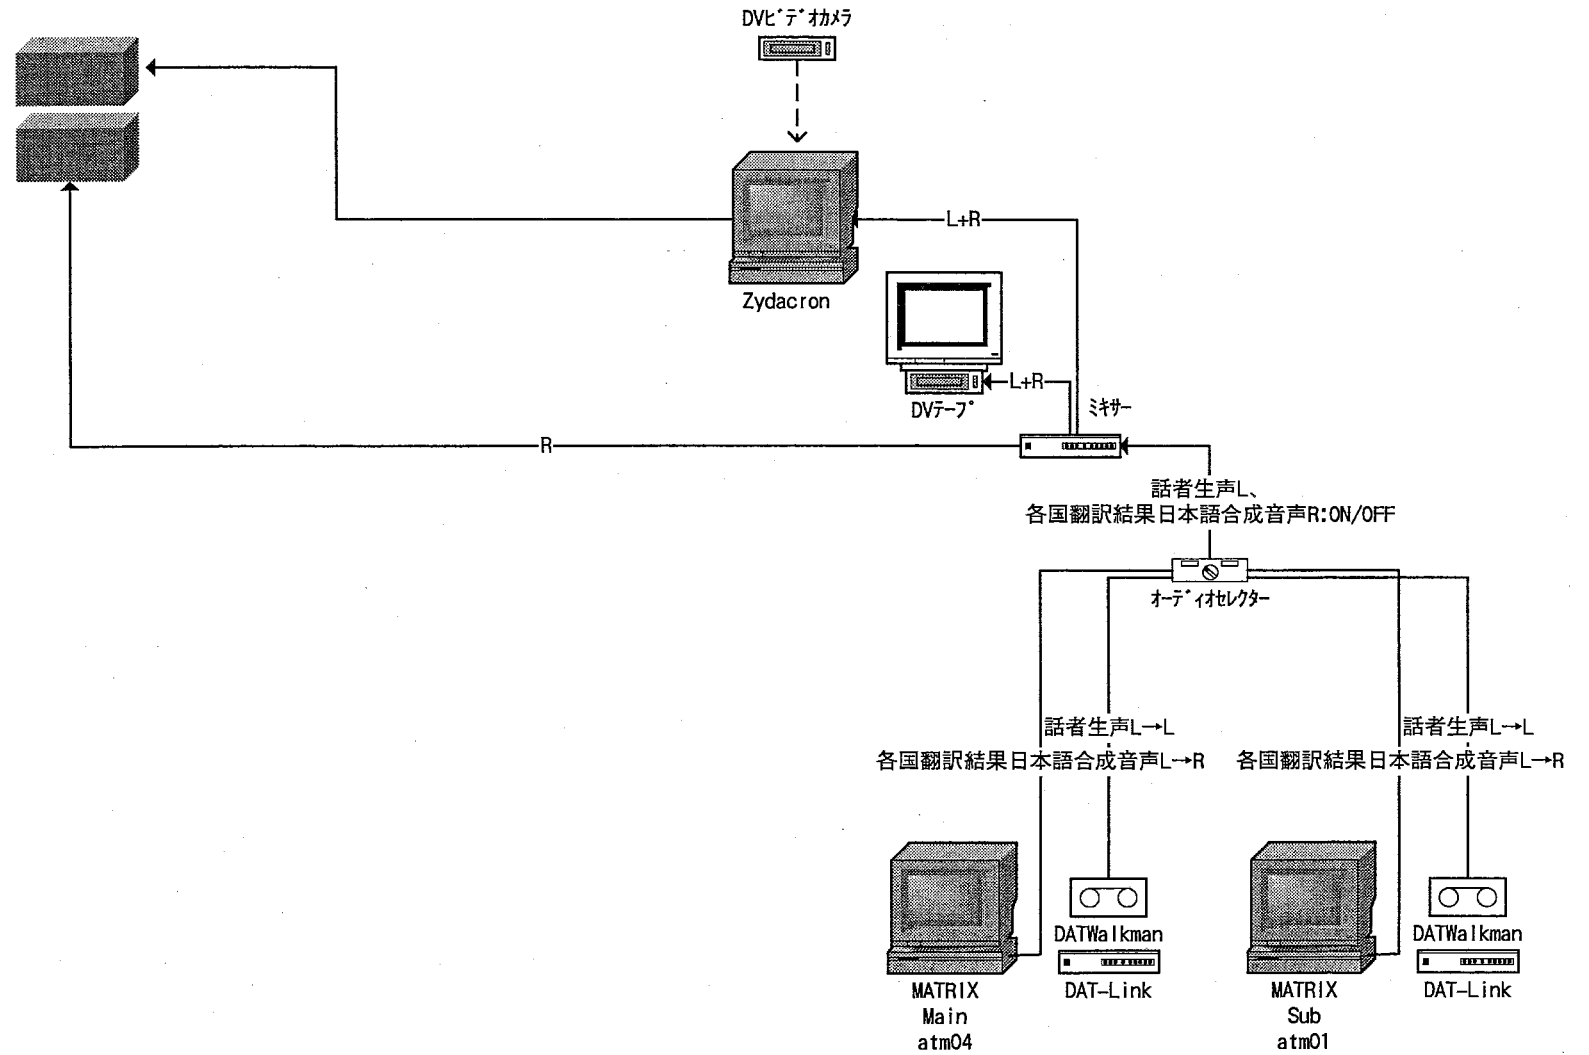 DVﾋﾞﾃﾞｵｶﾒﾗ
L+R
Zydacron
L+R
DVﾃｰﾌﾟ
ﾐｷｻｰ
R
話者生声L、
各国翻訳結果日本語合成音声R:ON/OFF
ｵｰﾃﾞｨｵｾﾚｸﾀｰ
話者生声L→L
各国翻訳結果日本語合成音声L→R
話者生声L→L
各国翻訳結果日本語合成音声L→R
DATWalkman
DAT-Link
MATRIX
Main
atm04
DATWalkman
DAT-Link
MATRIX
Sub
atm01